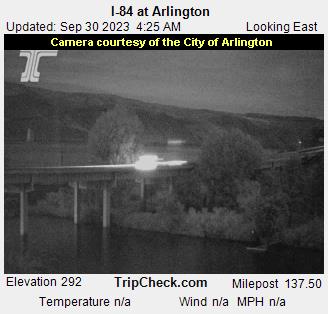 I-84 at Arlington
Updated: Sep 30 2023 4:25 AM Looking East
Camera courtesy of the City of Arlington
Elevation 292 TripCheck.com Milepost 137.50
Temperature n/a Wind n/a MPH n/a